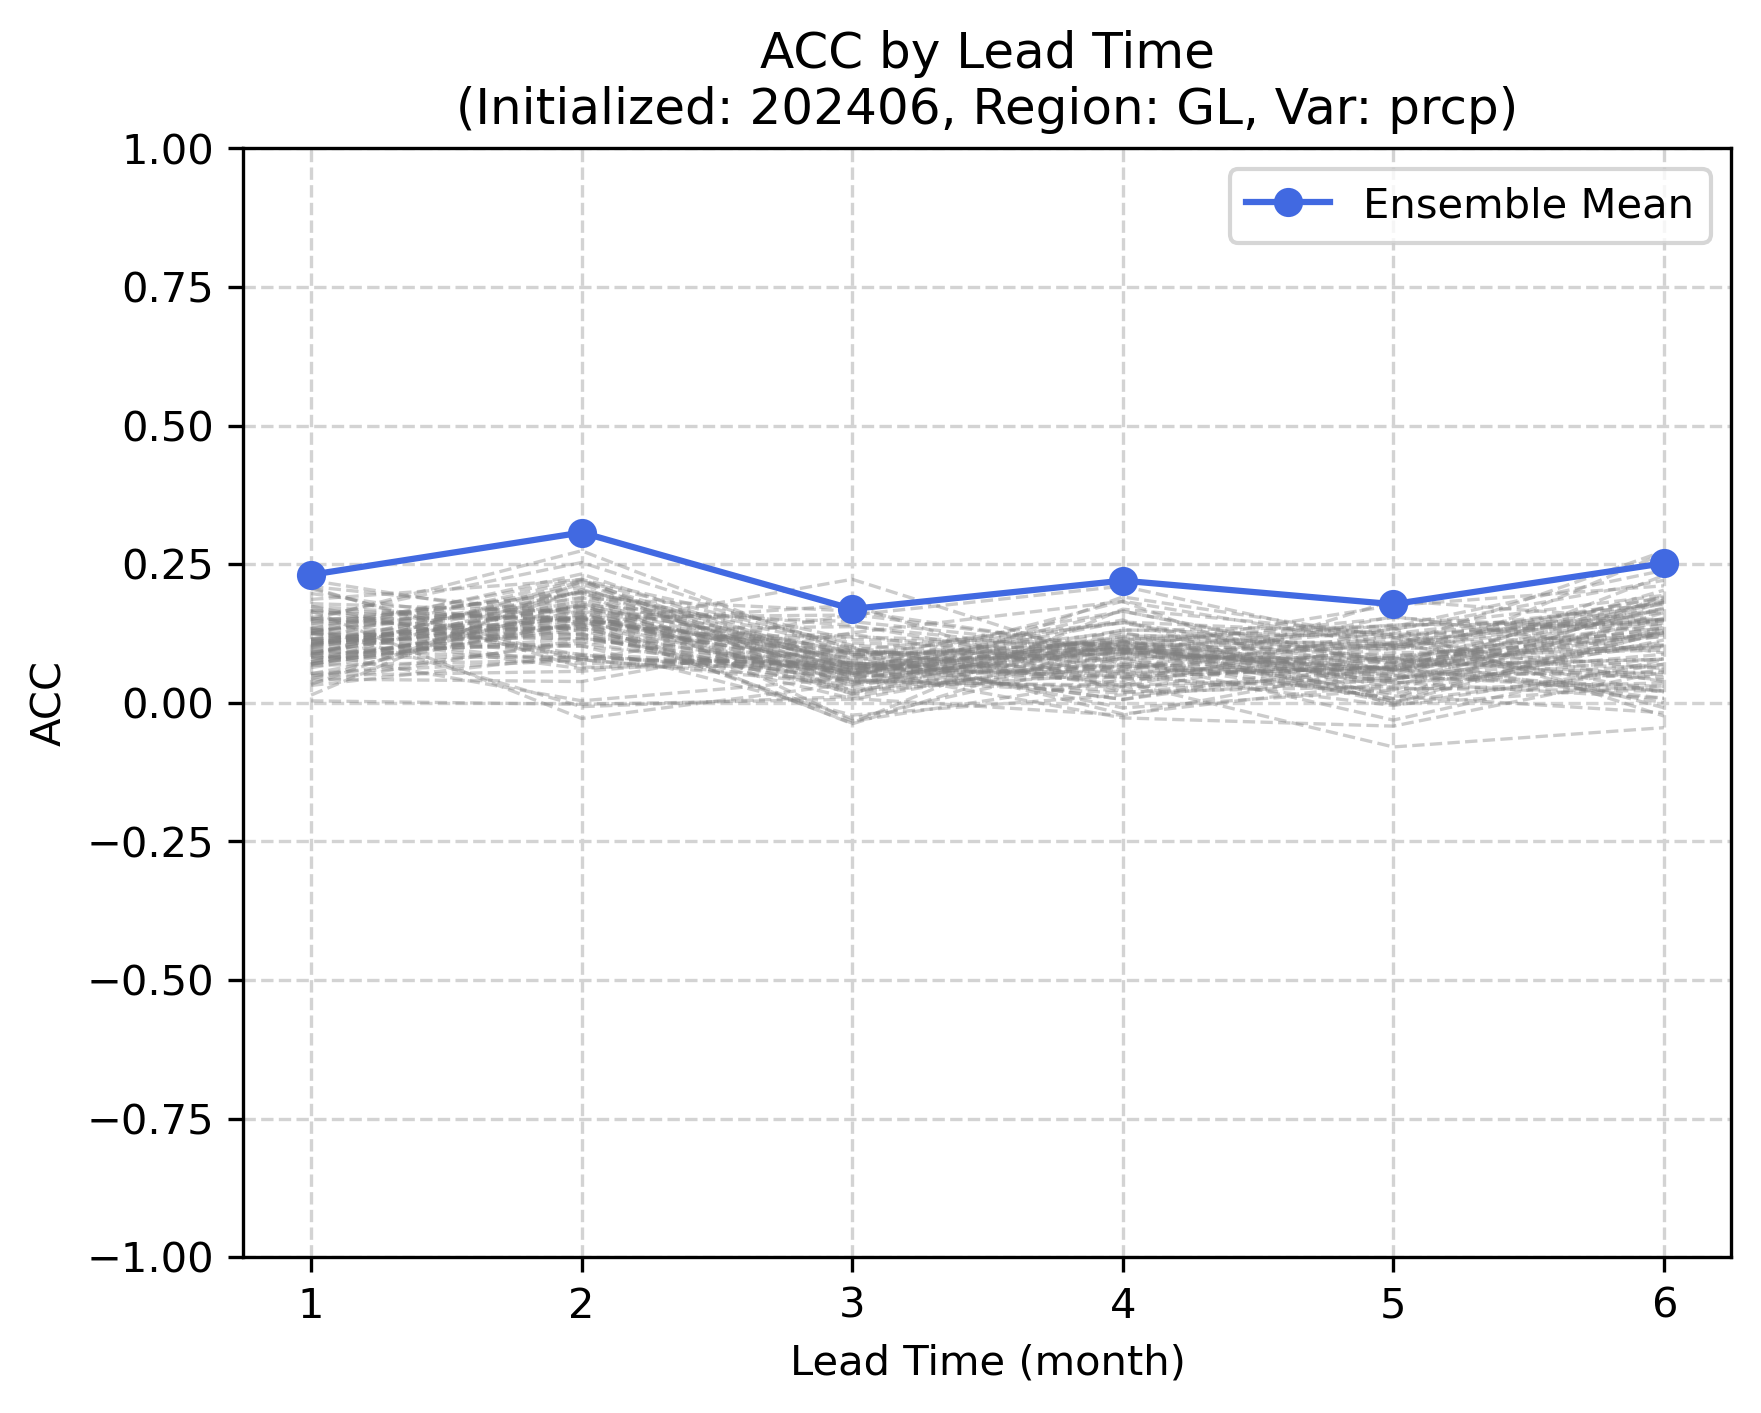 ACC by Lead Time
(Initialized: 202406, Region: GL, Var: prcp)
Ensemble Mean
1.00
0.75
0.50
0.25
0.00
−0.25
−0.50
−0.75
−1.00
ACC
1 2 3 4 5 6
Lead Time (month)